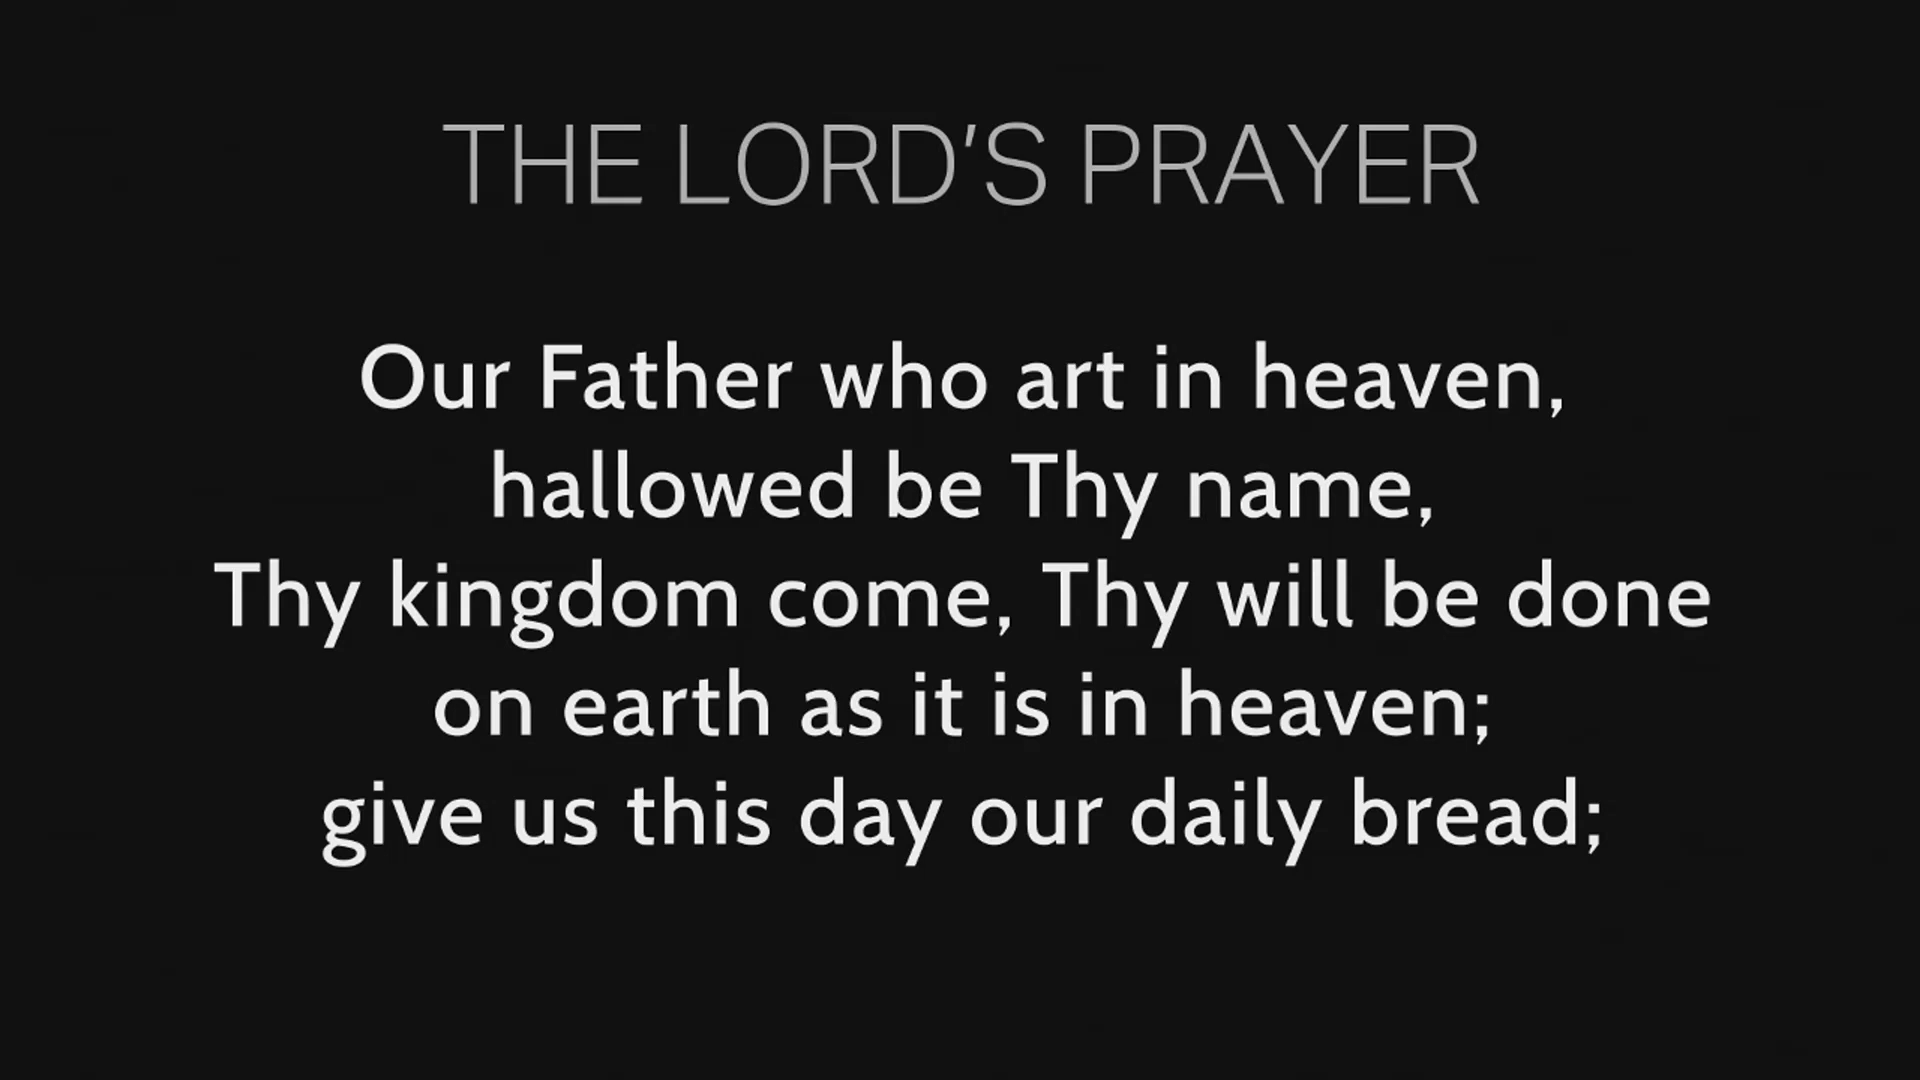 THE LORD'S PRAYER
Our Father who art in heaven,
hallowed be Thy name,
Thy kingdom come, Thy will be done
on earth as it is in heaven;
give us this day our daily bread;